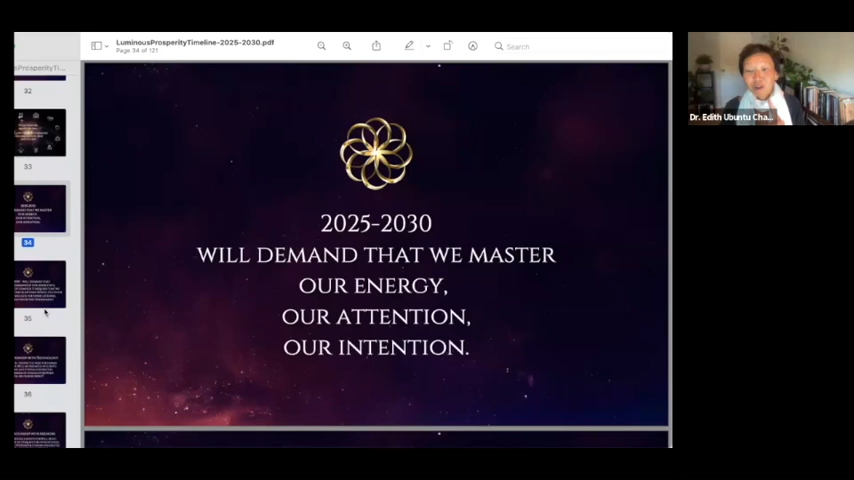 LuminousProsperityTimeline-2025-2030.pdf
Page 34 of 121
Search
sProsperityTi...
32
33
34
35
36
2025-2030
WILL DEMAND THAT WE MASTER
OUR ENERGY,
OUR ATTENTION,
OUR INTENTION.
Dr. Edith Ubuntu Cha...